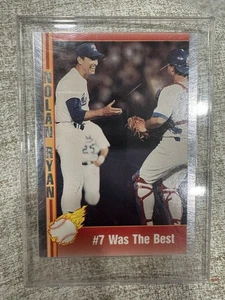 NOLAN RYAN
#7 Was The Best